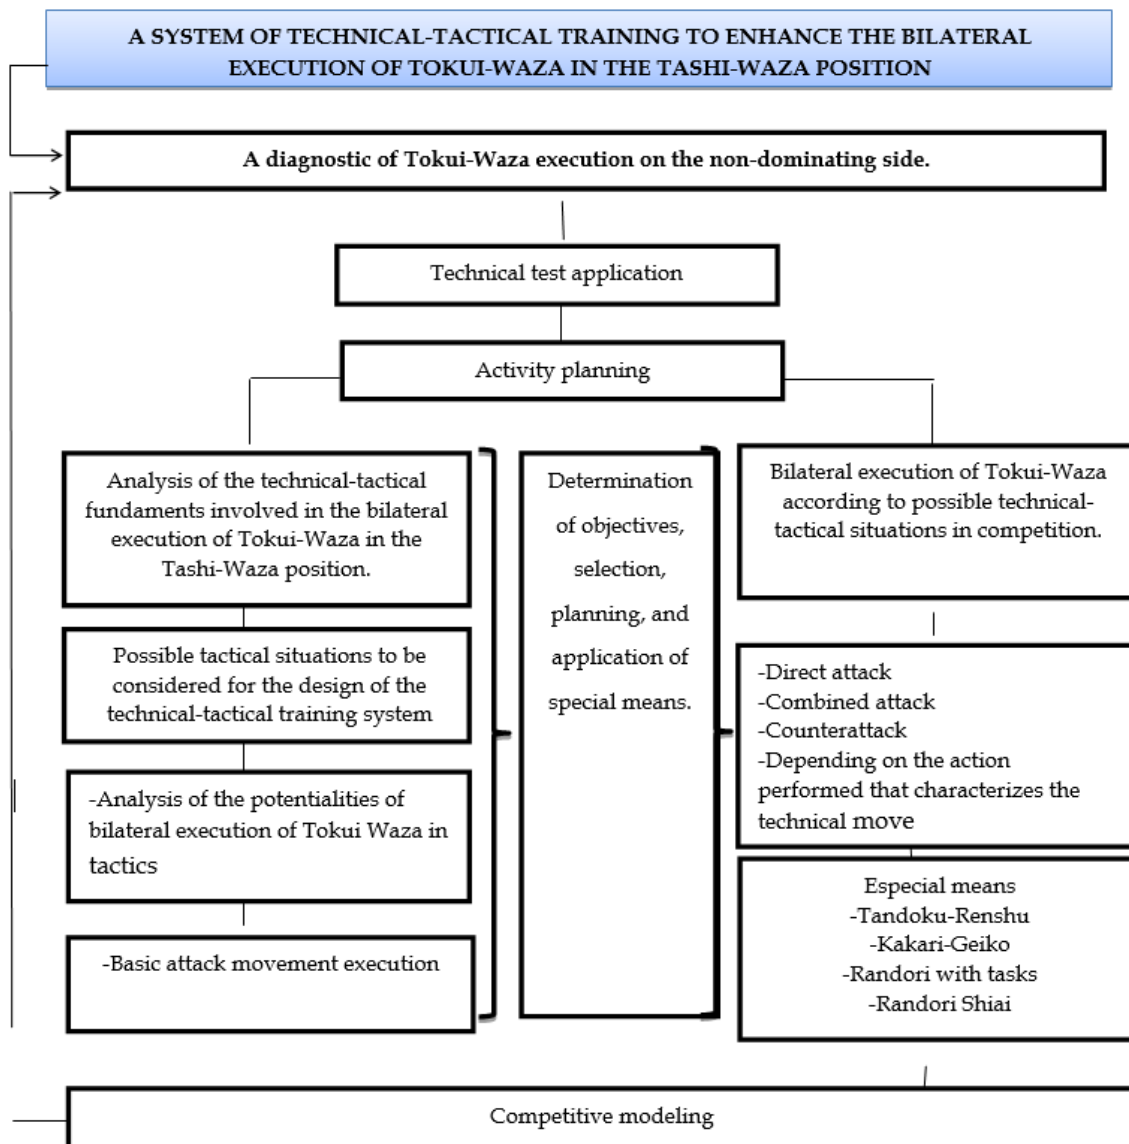 A SYSTEM OF TECHNICAL-TACTICAL TRAINING TO ENHANCE THE BILATERAL
EXECUTION OF TOKUI-WAZA IN THE TASHI-WAZA POSITION
A diagnostic of Tokui-Waza execution on the non-dominating side.
Technical test application
Activity planning
Analysis of the technical-tactical
fundaments involved in the bilateral
execution of Tokui-Waza in the
Tashi-Waza position.
Possible tactical situations to be
considered for the design of the
technical-tactical training system
-Analysis of the potentialities of
bilateral execution of Tokui Waza in
tactics
-Basic attack movement execution
Determination
of objectives,
selection,
planning, and
application of
special means.
Bilateral execution of Tokui-Waza
according to possible technical-
tactical situations in competition.
-Direct attack
-Combined attack
-Counterattack
-Depending on the action
performed that characterizes the
technical move
Especial means
-Tandoku-Renshu
-Kakari-Geiko
-Randori with tasks
-Randori Shiai
Competitive modeling